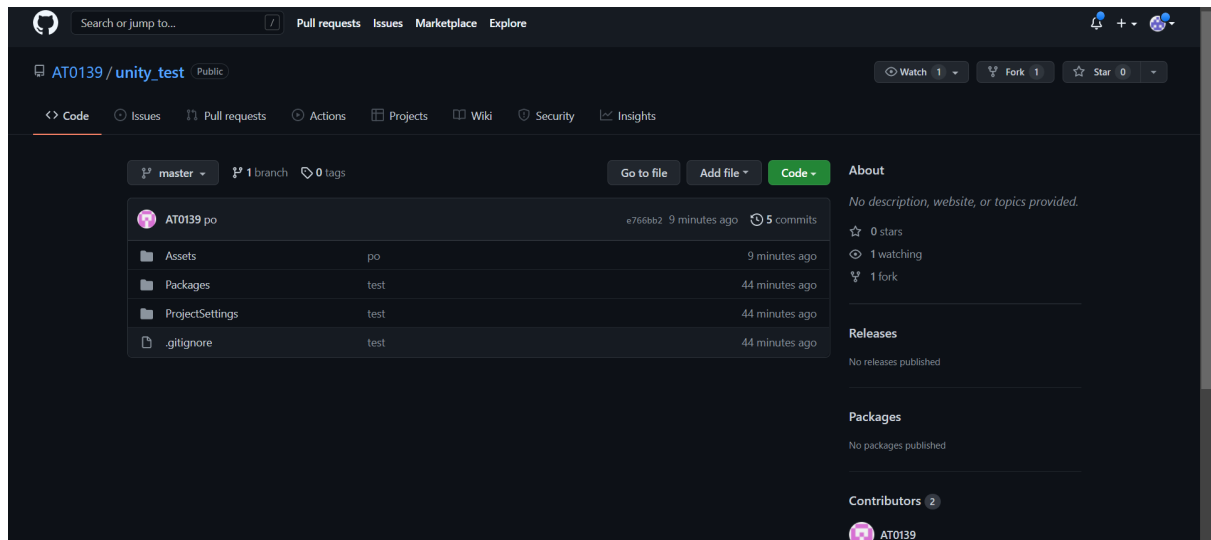 Search or jump to... / Pull requests Issues Marketplace Explore
AT0139 / unity_test Public Watch 1 Fork 1 Star 0
Code Issues Pull requests Actions Projects Wiki Security Insights
master 1 branch 0 tags Go to file Add file Code
AT0139 po e766bb2 9 minutes ago 5 commits
Assets po 9 minutes ago
Packages test 44 minutes ago
ProjectSettings test 44 minutes ago
.gitignore test 44 minutes ago
About
No description, website, or topics provided.
0 stars
1 watching
1 fork
Releases
No releases published
Packages
No packages published
Contributors 2
AT0139